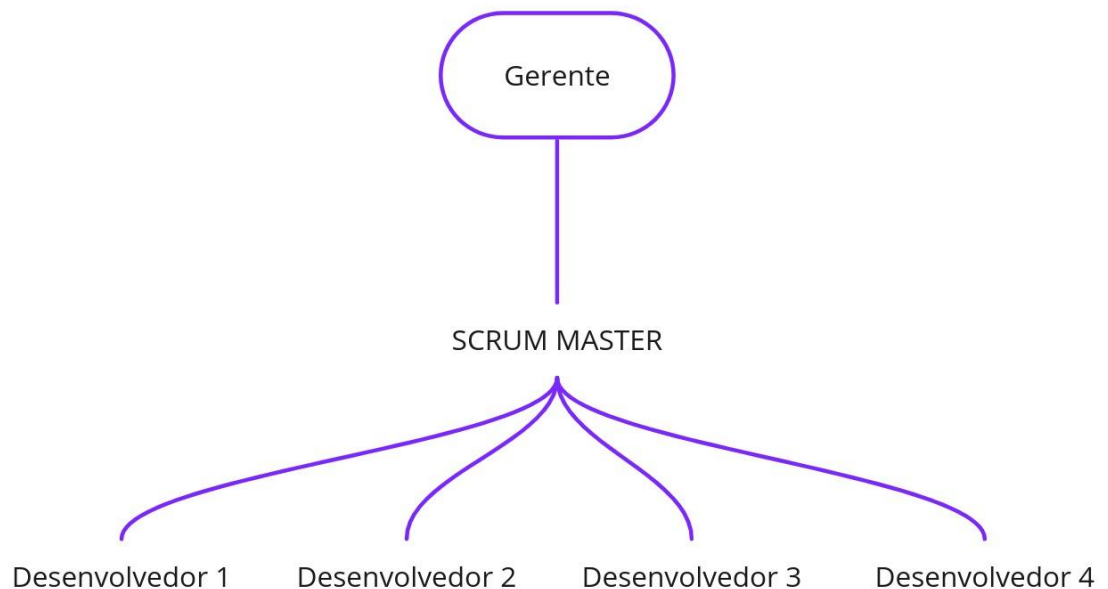 Gerente
SCRUM MASTER
Desenvolvedor 1
Desenvolvedor 2
Desenvolvedor 3
Desenvolvedor 4